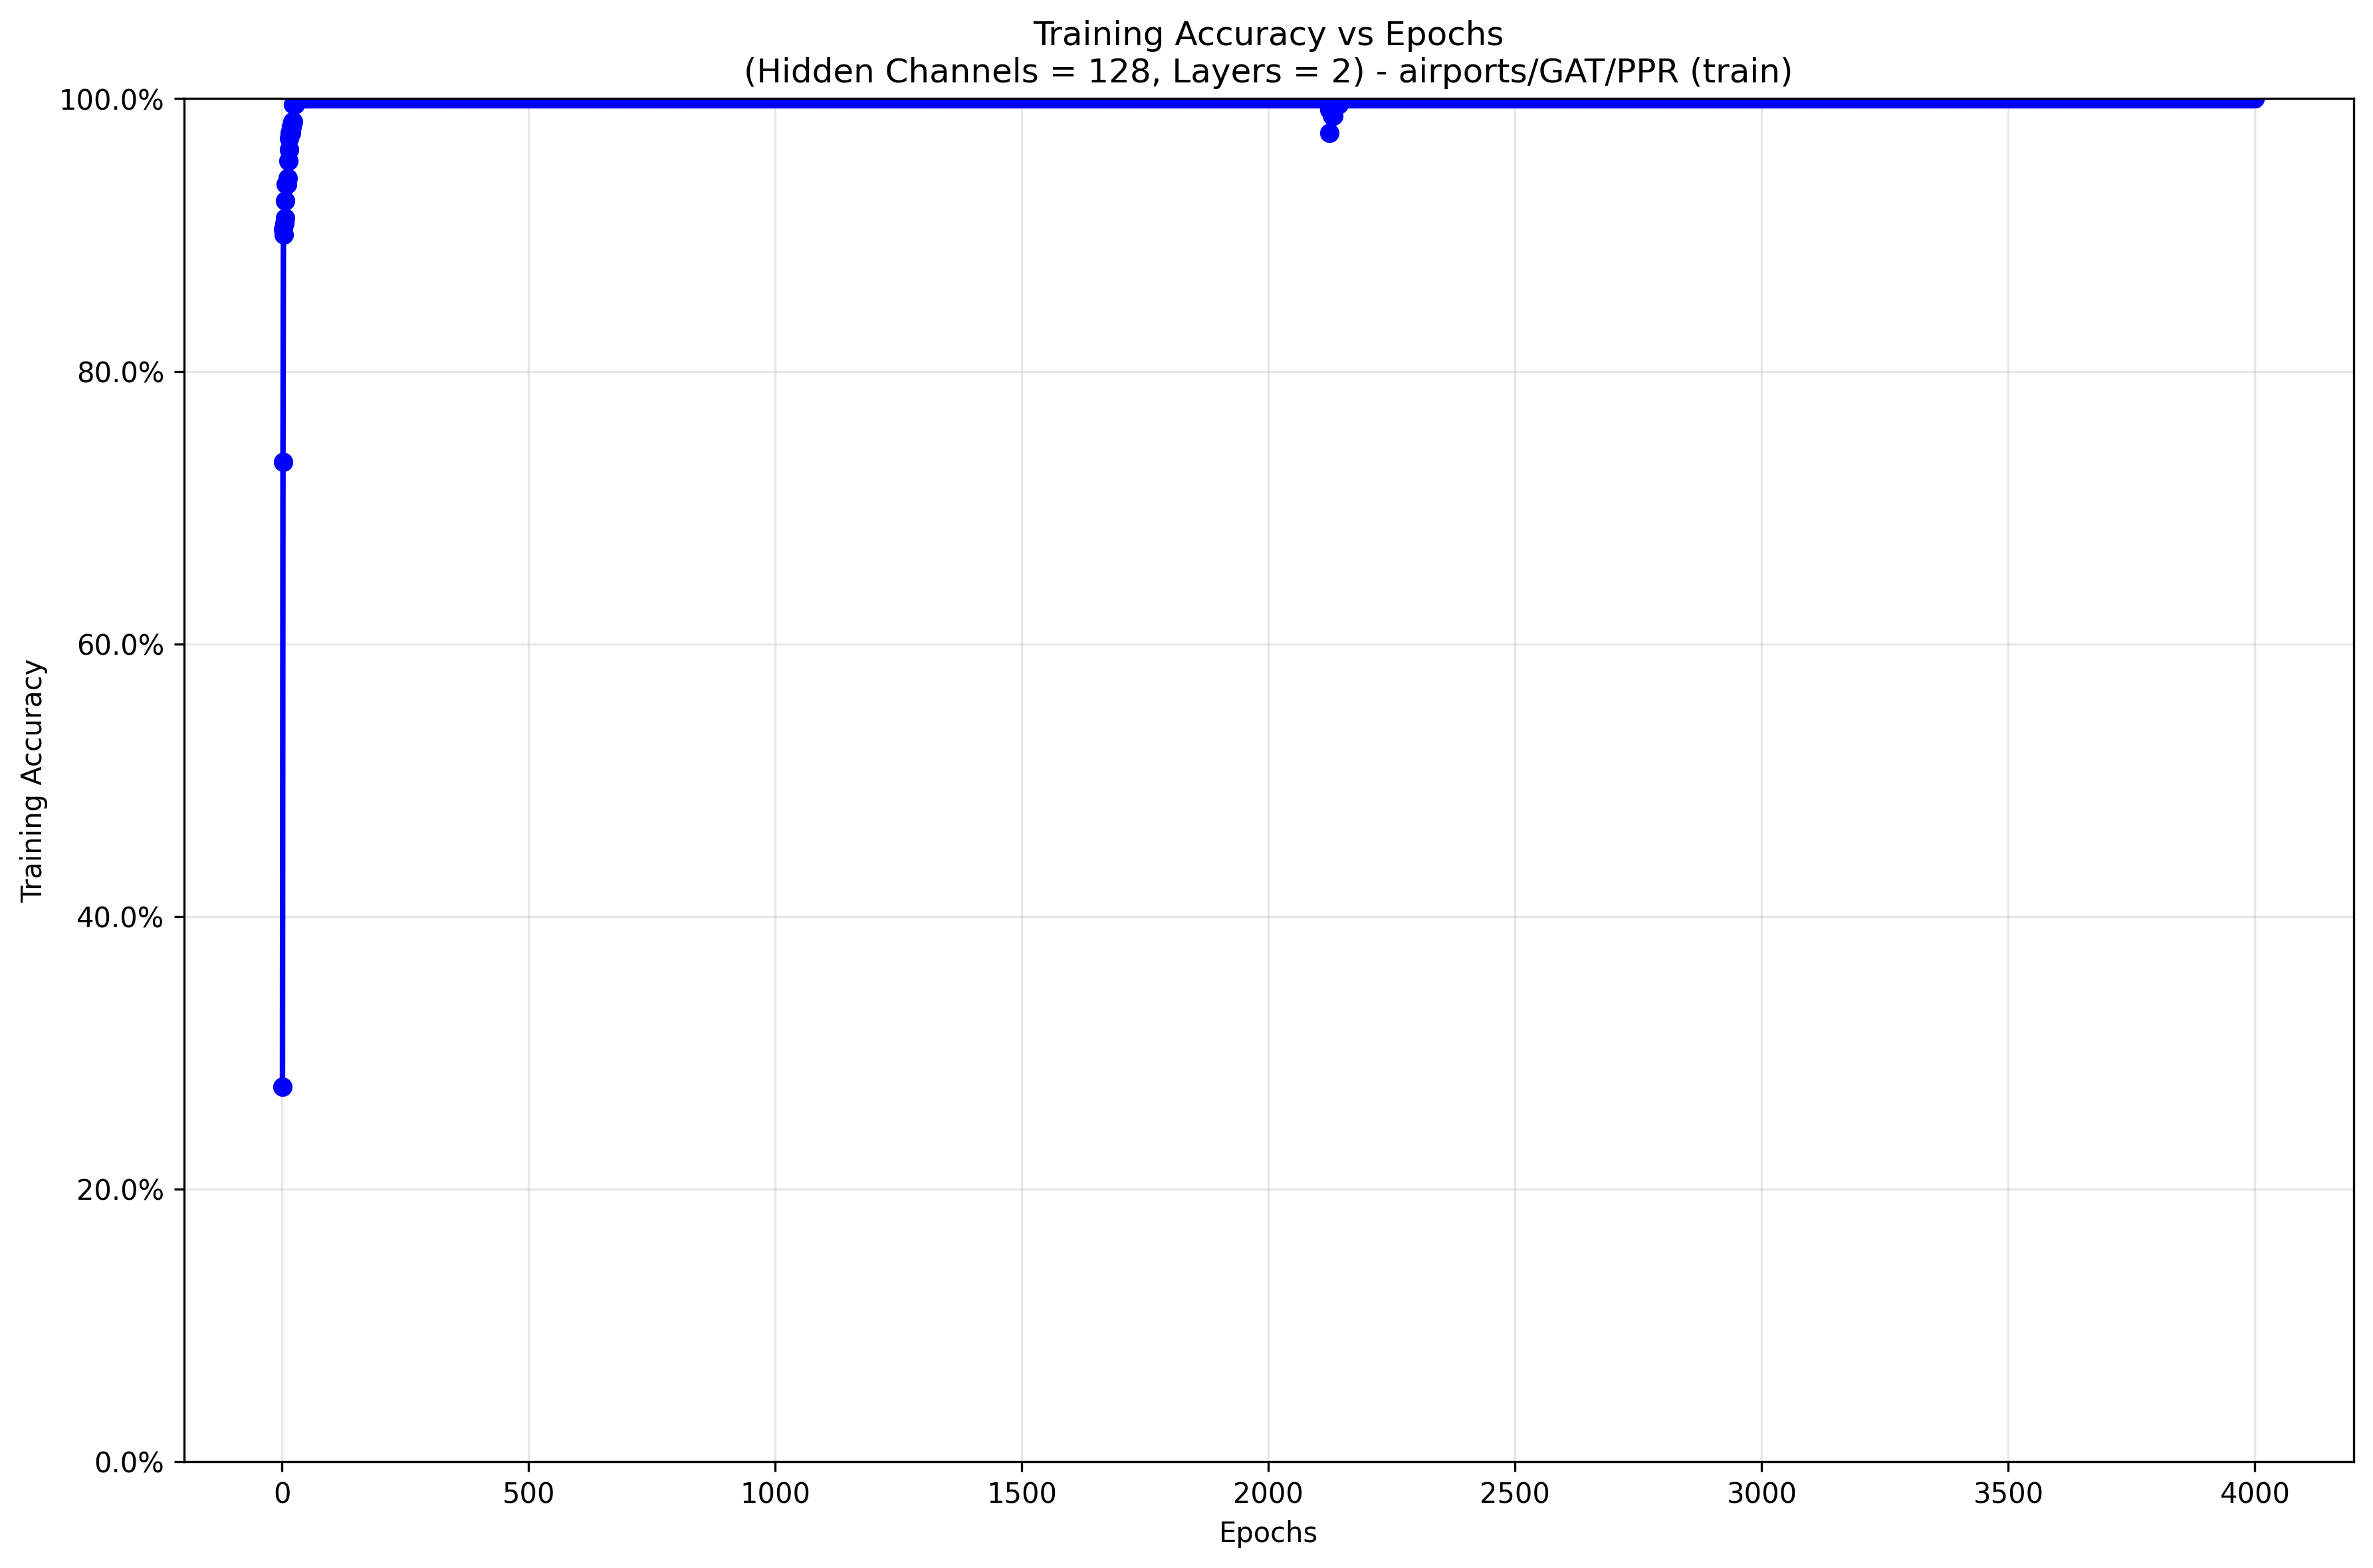 Training Accuracy vs Epochs
(Hidden Channels = 128, Layers = 2) - airports/GAT/PPR (train)
Training Accuracy
100.0%
80.0%
60.0%
40.0%
20.0%
0.0%
0 500 1000 1500 2000 2500 3000 3500 4000
Epochs